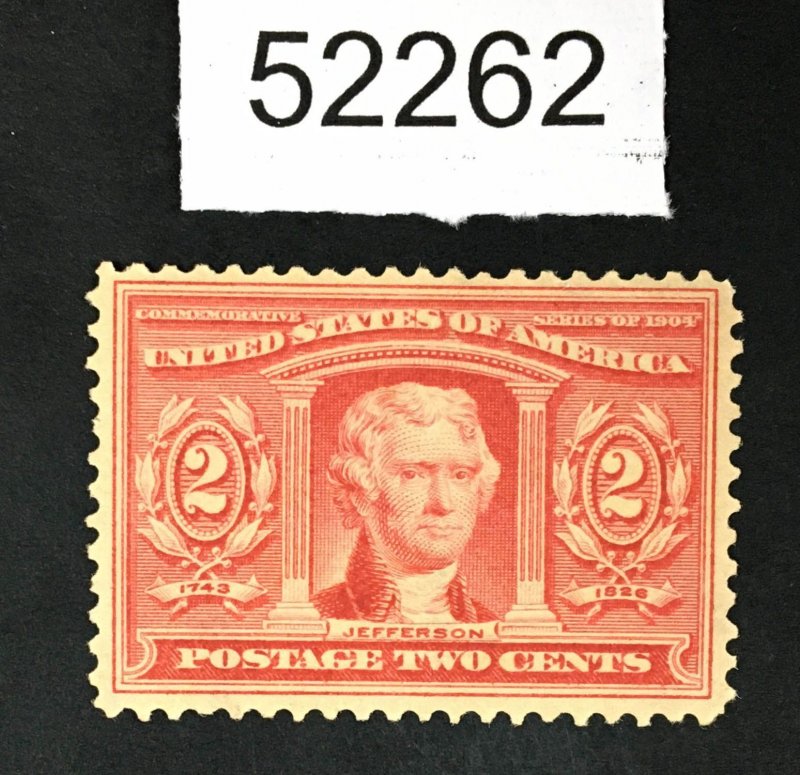 52262
COMMEMORATIVE SERIES OF 1904
UNITED STATES OF AMERICA
2 2
1743 1826
JEFFERSON
POSTAGE TWO CENTS